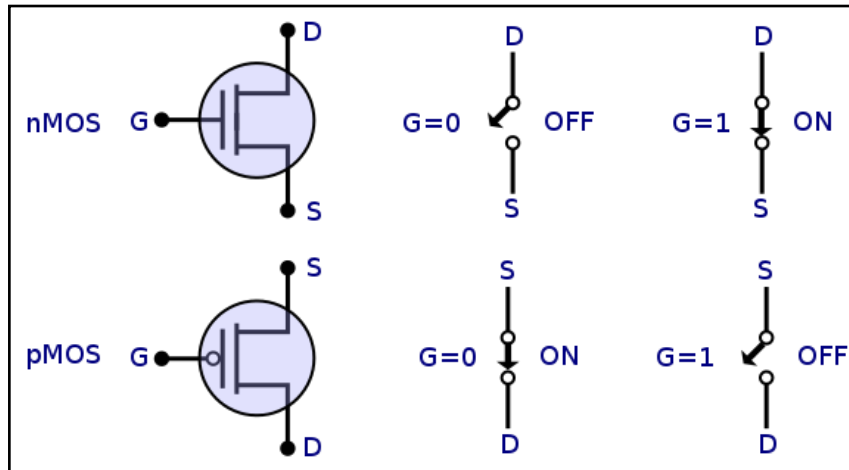 D D D
nMOS G G=0 OFF G=1 ON
S S S
S S S
pMOS G G=0 ON G=1 OFF
D D D